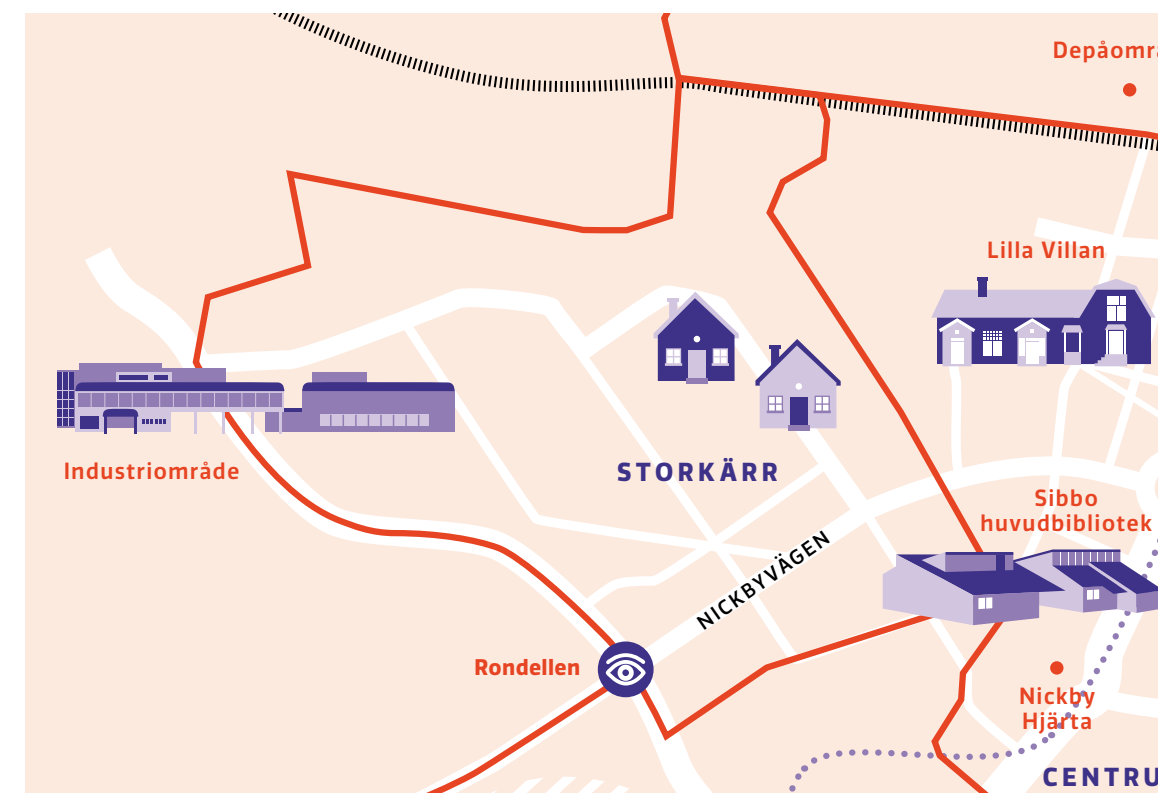 Depåområ
Lilla Villan
Industriområde
STORKÄRR
Sibbo
huvudbibliotek
NICKBYVÄGEN
Rondellen
Nickby
Hjärta
CENTRU